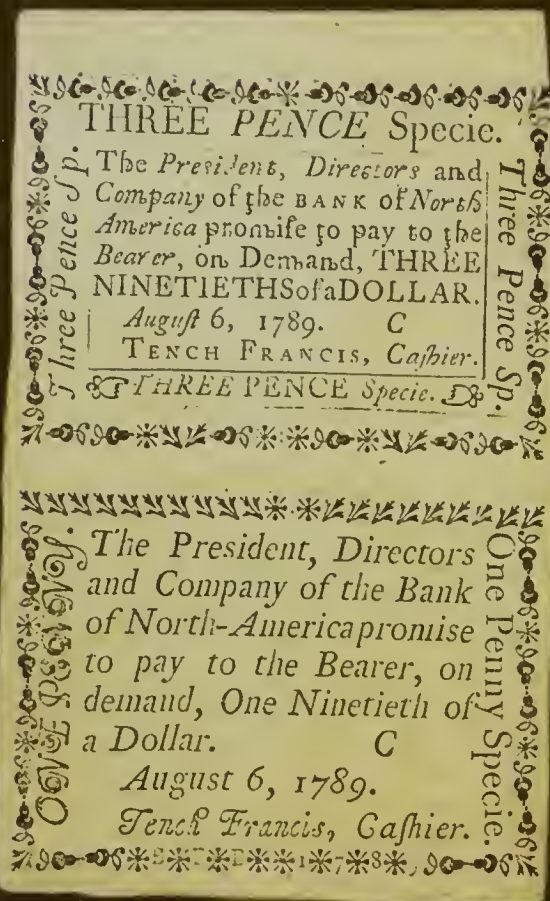 THREE PENCE Specie.
Three Pence Sp.
The President, Directors and
Company of the BANK of North
America promiſe to pay to the
Bearer, on Demand, THREE
NINETIETHS of a DOLLAR.
Auguſt 6, 1789. C
TENCH FRANCIS, Caſhier.
THREE PENCE Specie.
Three Pence Sp.
ONE PENNY.
The President, Directors
and Company of the Bank
of North-America promise
to pay to the Bearer, on
demand, One Ninetieth of
a Dollar. C
August 6, 1789.
Tench Francis, Caſhier.
One Penny Specie.